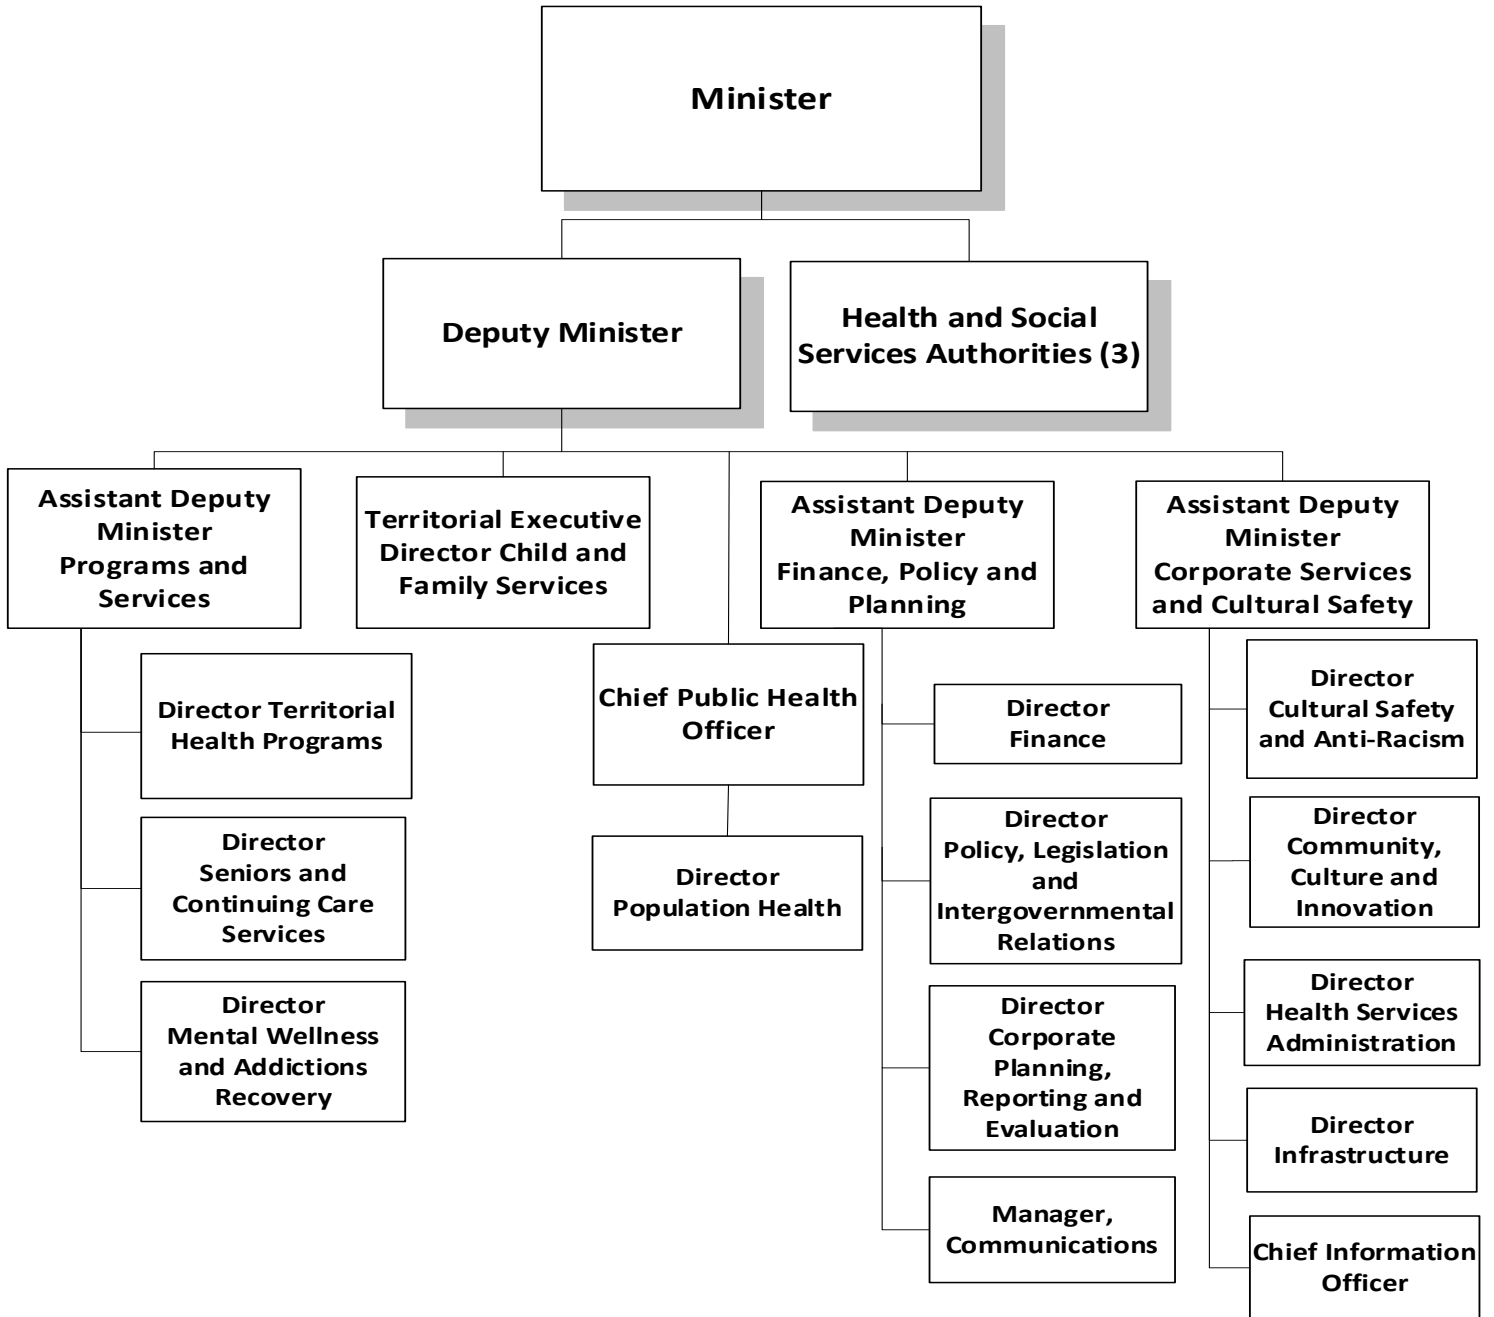 Minister
Deputy Minister
Health and Social
Services Authorities (3)
Assistant Deputy
Minister
Programs and
Services
Territorial Executive
Director Child and
Family Services
Assistant Deputy
Minister
Finance, Policy and
Planning
Assistant Deputy
Minister
Corporate Services
and Cultural Safety
Director Territorial
Health Programs
Director
Seniors and
Continuing Care
Services
Director
Mental Wellness
and Addictions
Recovery
Chief Public Health
Officer
Director
Population Health
Director
Finance
Director
Policy, Legislation
and
Intergovernmental
Relations
Director
Corporate
Planning,
Reporting and
Evaluation
Manager,
Communications
Director
Cultural Safety
and Anti-Racism
Director
Community,
Culture and
Innovation
Director
Health Services
Administration
Director
Infrastructure
Chief Information
Officer